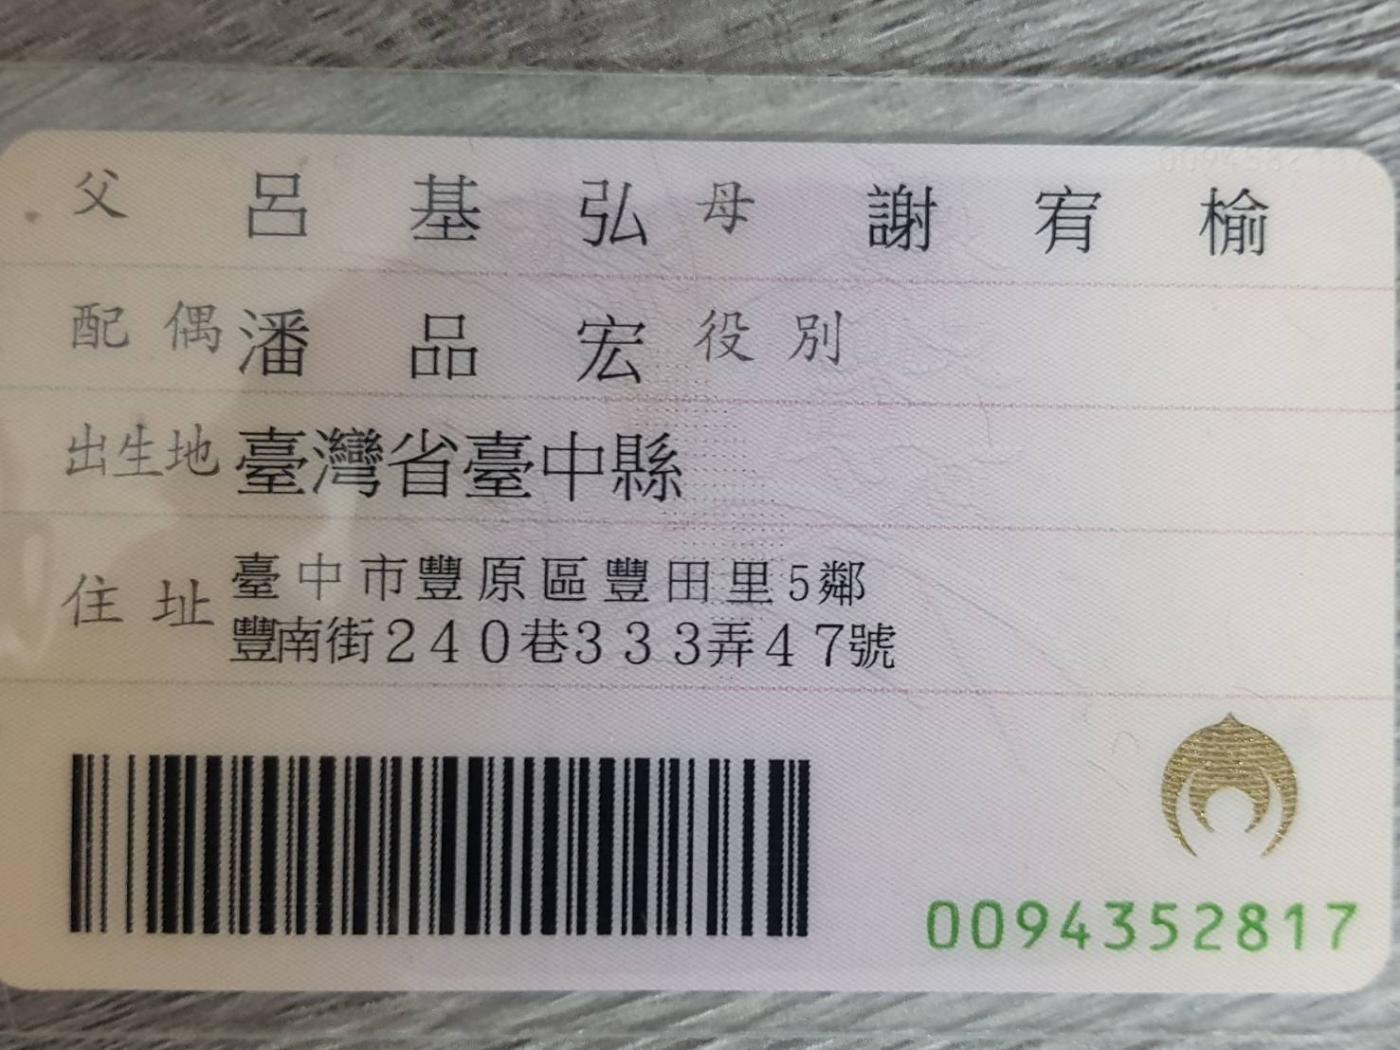 父 呂基弘 母 謝宥榆
配偶 潘品宏 役別
出生地 臺灣省臺中縣
住址 臺中市豐原區豐田里5鄰
豐南街240巷333弄47號
0094352817